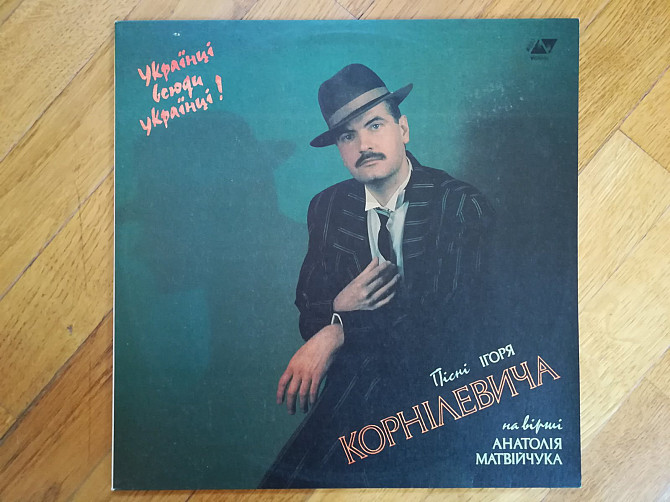 Українці
всюди
українці!
Пісні ІГОРЯ
КОРНІЛЕВИЧА
на вірші
АНАТОЛІЯ
МАТВІЙЧУКА